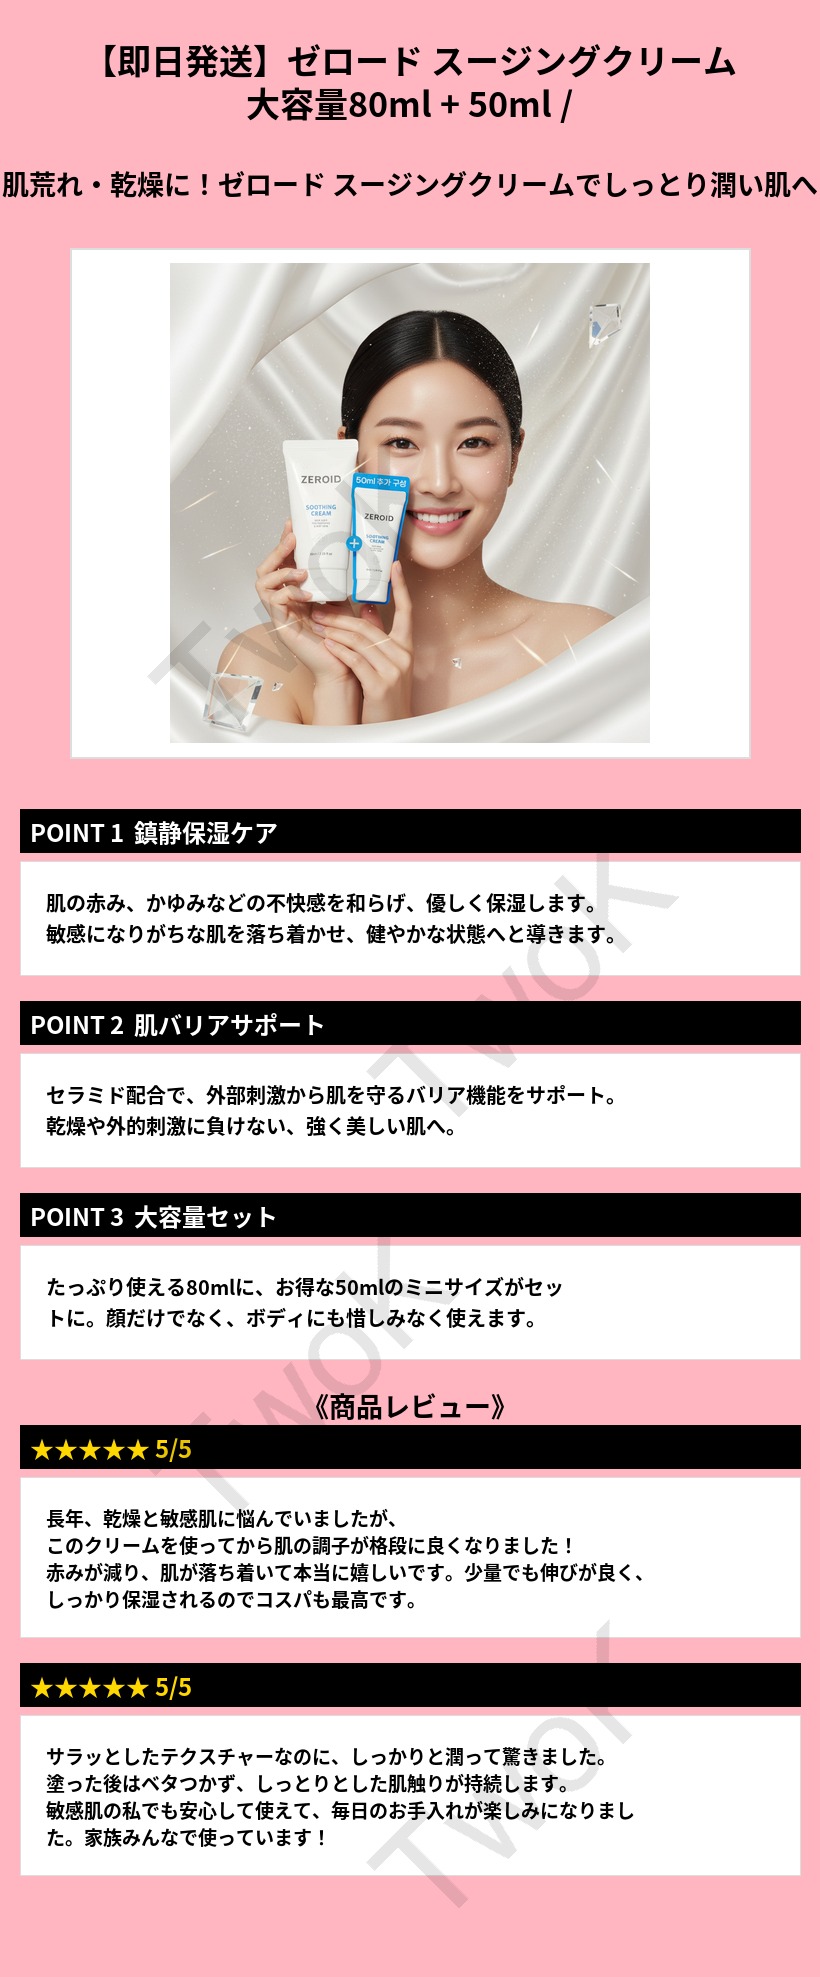 【即日発送】ゼロード スージングクリーム
大容量80ml + 50ml /
肌荒れ・乾燥に！ゼロード スージングクリームでしっとり潤い肌へ
ZEROID
SOOTHING
CREAM
50ml 추가 구성
ZEROID
SOOTHING
CREAM
+
TwoK
POINT 1 鎮静保湿ケア
肌の赤み、かゆみなどの不快感を和らげ、優しく保湿します。
敏感になりがちな肌を落ち着かせ、健やかな状態へと導きます。
TwoK
POINT 2 肌バリアサポート
セラミド配合で、外部刺激から肌を守るバリア機能をサポート。
乾燥や外的刺激に負けない、強く美しい肌へ。
POINT 3 大容量セット
たっぷり使える80mlに、お得な50mlのミニサイズがセッ
トに。顔だけでなく、ボディにも惜しみなく使えます。
TwoK
《商品レビュー》
★★★★★ 5/5
長年、乾燥と敏感肌に悩んでいましたが、
このクリームを使ってから肌の調子が格段に良くなりました！
赤みが減り、肌が落ち着いて本当に嬉しいです。少量でも伸びが良く、
しっかり保湿されるのでコスパも最高です。
★★★★★ 5/5
サラッとしたテクスチャーなのに、しっかりと潤って驚きました。
塗った後はベタつかず、しっとりとした肌触りが持続します。
敏感肌の私でも安心して使えて、毎日のお手入れが楽しみになりまし
た。家族みんなで使っています！
TwoK